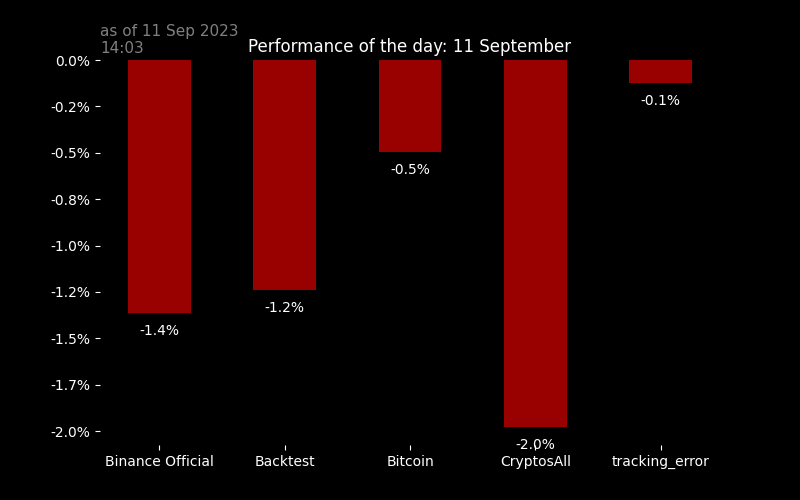 as of 11 Sep 2023
14:03
Performance of the day: 11 September
0.0%
-0.2%
-0.5%
-0.8%
-1.0%
-1.2%
-1.5%
-1.7%
-2.0%
-1.4%
-1.2%
-0.5%
-2.0%
-0.1%
Binance Official
Backtest
Bitcoin
CryptosAll
tracking_error